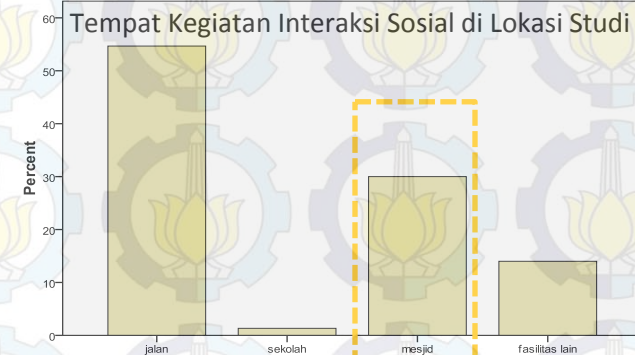 Tempat Kegiatan Interaksi Sosial di Lokasi Studi
60
50
40
30
20
10
0
Percent
jalan
sekolah
mesjid
fasilitas lain